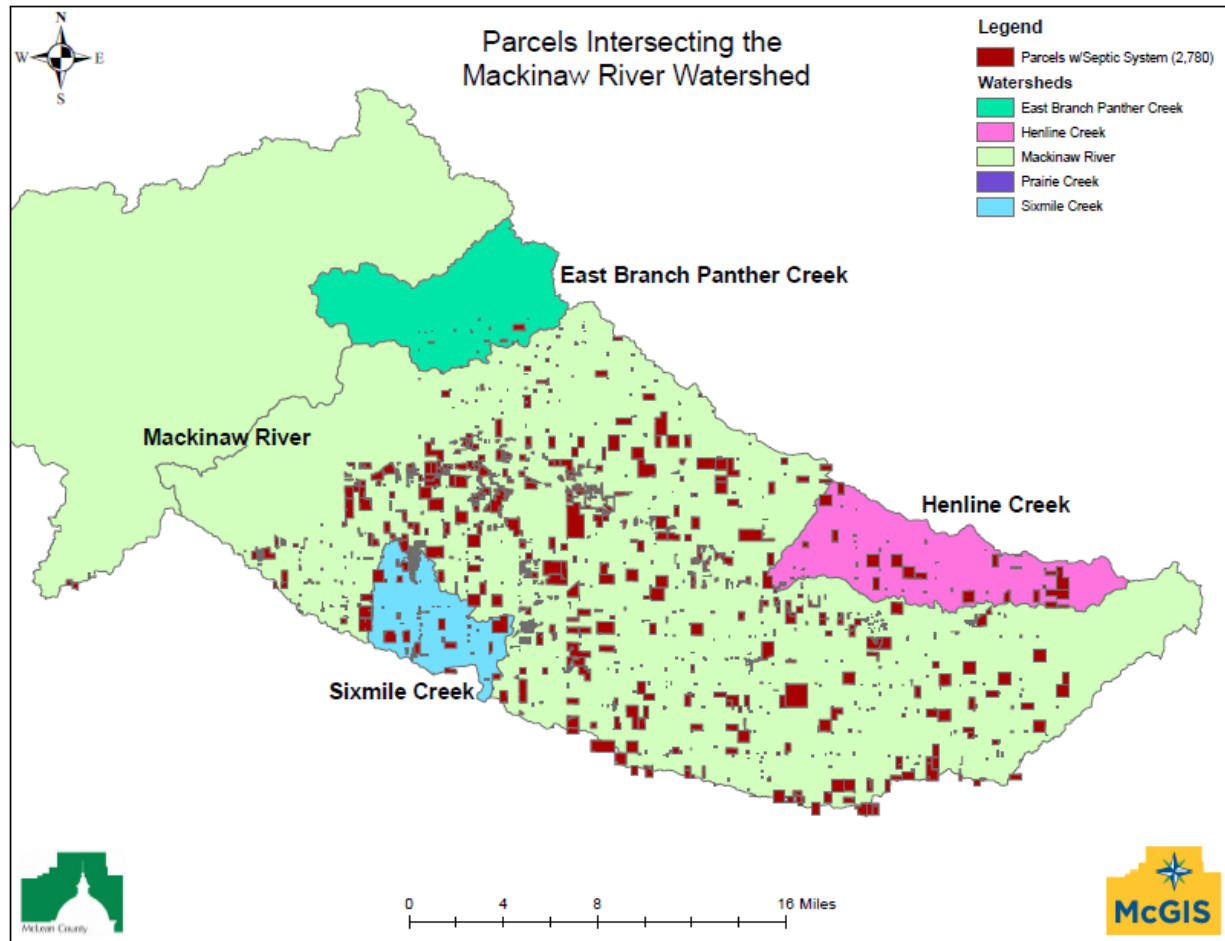 N
W E
S
Parcels Intersecting the
Mackinaw River Watershed
Legend
Parcels w/Septic System (2,780)
Watersheds
East Branch Panther Creek
Henline Creek
Mackinaw River
Prairie Creek
Sixmile Creek
East Branch Panther Creek
Mackinaw River
Henline Creek
Sixmile Creek
0 4 8 16 Miles
McLean County
McGIS